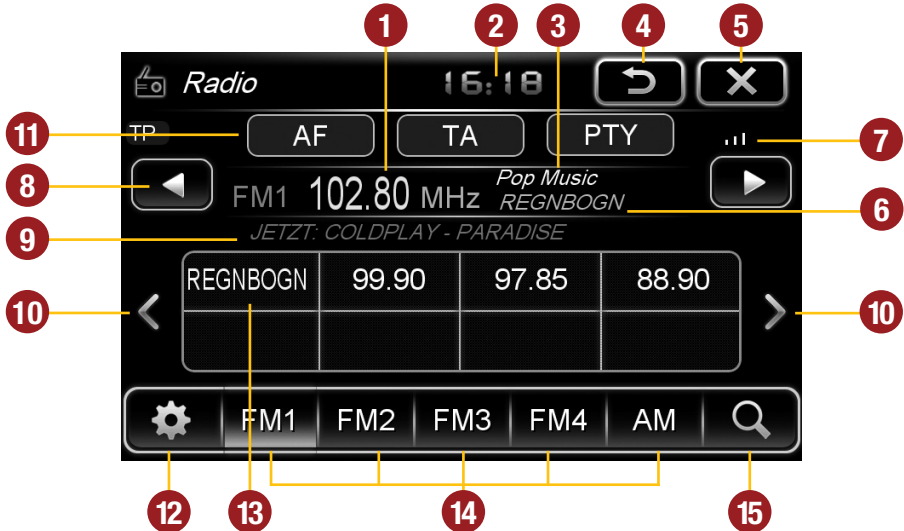 1 2 3 4 5
Radio 16:18
11 TP AF TA PTY 7
8 FM1 102.80 MHz Pop Music
REGNBOGN 6
9 JETZT: COLDPLAY - PARADISE
REGNBOGN 99.90 97.85 88.90
10 10
FM1 FM2 FM3 FM4 AM
12 13 14 15